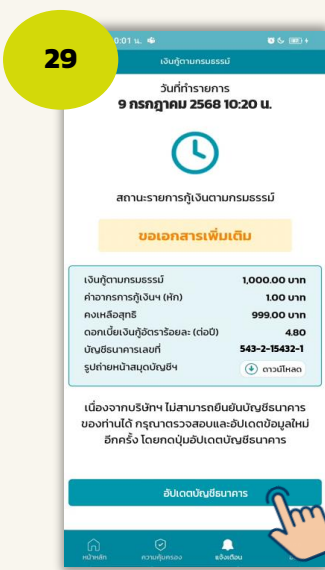 29
0:01 น.
เงินกู้ตามกรมธรรม์
วันที่ทำรายการ
9 กรกฎาคม 2568 10:20 น.
สถานะรายการกู้เงินตามกรมธรรม์
ขอเอกสารเพิ่มเติม
เงินกู้ตามกรมธรรม์ 1,000.00 บาท
ค่าอากรการกู้เงินฯ (หัก) 1.00 บาท
คงเหลือสุทธิ 999.00 บาท
ดอกเบี้ยเงินกู้อัตราร้อยละ (ต่อปี) 4.80
บัญชีธนาคารเลขที่ 543-2-15432-1
รูปถ่ายหน้าสมุดบัญชีฯ ดาวน์โหลด
เนื่องจากบริษัทฯ ไม่สามารถยืนยันบัญชีธนาคาร
ของท่านได้ กรุณาตรวจสอบและอัปเดตข้อมูลใหม่
อีกครั้ง โดยกดปุ่มอัปเดตบัญชีธนาคาร
อัปเดตบัญชีธนาคาร
หน้าหลัก ความคุ้มครอง แจ้งเตือน